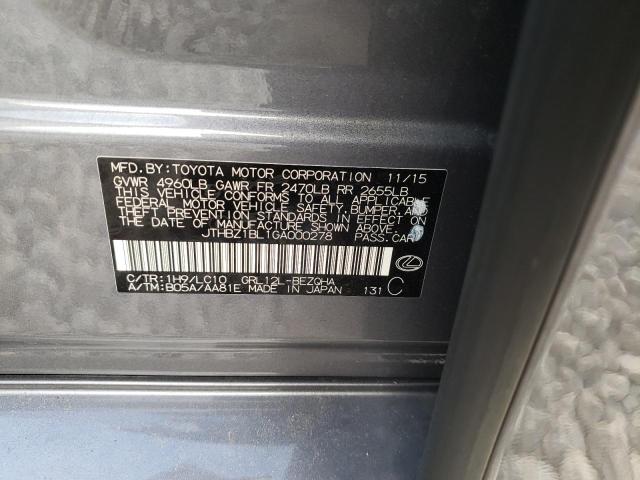 MFD.BY:TOYOTA MOTOR CORPORATION 11/15
GVWR 4960LB GAWR FR 2470LB RR 2655LB
THIS VEHICLE CONFORMS TO ALL APPLICABLE
FEDERAL MOTOR VEHICLE SAFETY, BUMPER, AND
THEFT PREVENTION STANDARDS IN EFFECT ON
THE DATE OF MANUFACTURE SHOWN ABOVE.
JTHBZ1BL1GA000278 PASS.CAR
C/TR:1H9/LC10 GRL12L-BEZQHA
A/TM:B05A/AA81E MADE IN JAPAN 131 C